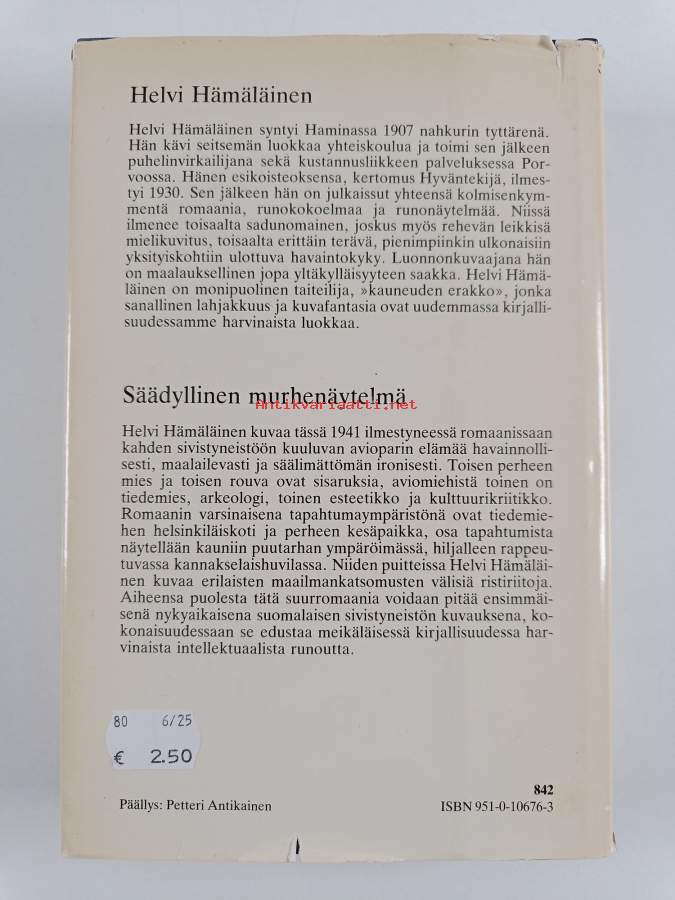 Helvi Hämäläinen
Helvi Hämäläinen syntyi Haminassa 1907 nahkurin tyttärenä.
Hän kävi seitsemän luokkaa yhteiskoulua ja toimi sen jälkeen
puhelinvirkailijana sekä kustannusliikkeen palveluksessa Por-
voossa. Hänen esikoisteoksensa, kertomus Hyväntekijä, ilmes-
tyi 1930. Sen jälkeen hän on julkaissut yhteensä kolmisenkym-
mentä romaania, runokokoelmaa ja runonäytelmää. Niissä
ilmenee toisaalta sadunomainen, joskus myös rehevän leikkisä
mielikuvitus, toisaalta erittäin terävä, pienimpiinkin ulkonaisiin
yksityiskohtiin ulottuva havaintokyky. Luonnonkuvaajana hän
on maalauksellinen jopa yltäkylläisyyteen saakka. Helvi Hämä-
läinen on monipuolinen taiteilija, »kauneuden erakko», jonka
sanallinen lahjakkuus ja kuvafantasia ovat uudemmassa kirjalli-
suudessamme harvinaista luokkaa.
Säädyllinen murhenäytelmä
Antikvariaatti.net
Helvi Hämäläinen kuvaa tässä 1941 ilmestyneessä romaanissaan
kahden sivistyneistöön kuuluvan avioparin elämää havainnolli-
sesti, maalailevasti ja säälimättömän ironisesti. Toisen perheen
mies ja toisen rouva ovat sisaruksia, aviomiehistä toinen on
tiedemies, arkeologi, toinen esteetikko ja kulttuurikriitikko.
Romaanin varsinaisena tapahtumaympäristönä ovat tiedemie-
hen helsinkiläiskoti ja perheen kesäpaikka, osa tapahtumista
näytellään kauniin puutarhan ympäröimässä, hiljalleen rappeu-
tuvassa kannakselaishuvilassa. Niiden puitteissa Helvi Hämäläi-
nen kuvaa erilaisten maailmankatsomusten välisiä ristiriitoja.
Aiheensa puolesta tätä suurromaania voidaan pitää ensimmäi-
senä nykyaikaisena suomalaisen sivistyneistön kuvauksena, ko-
konaisuudessaan se edustaa meikäläisessä kirjallisuudessa har-
vinaista intellektuaalista runoutta.
80 6/25
€ 2.50
842
Päällys: Petteri Antikainen ISBN 951-0-10676-3